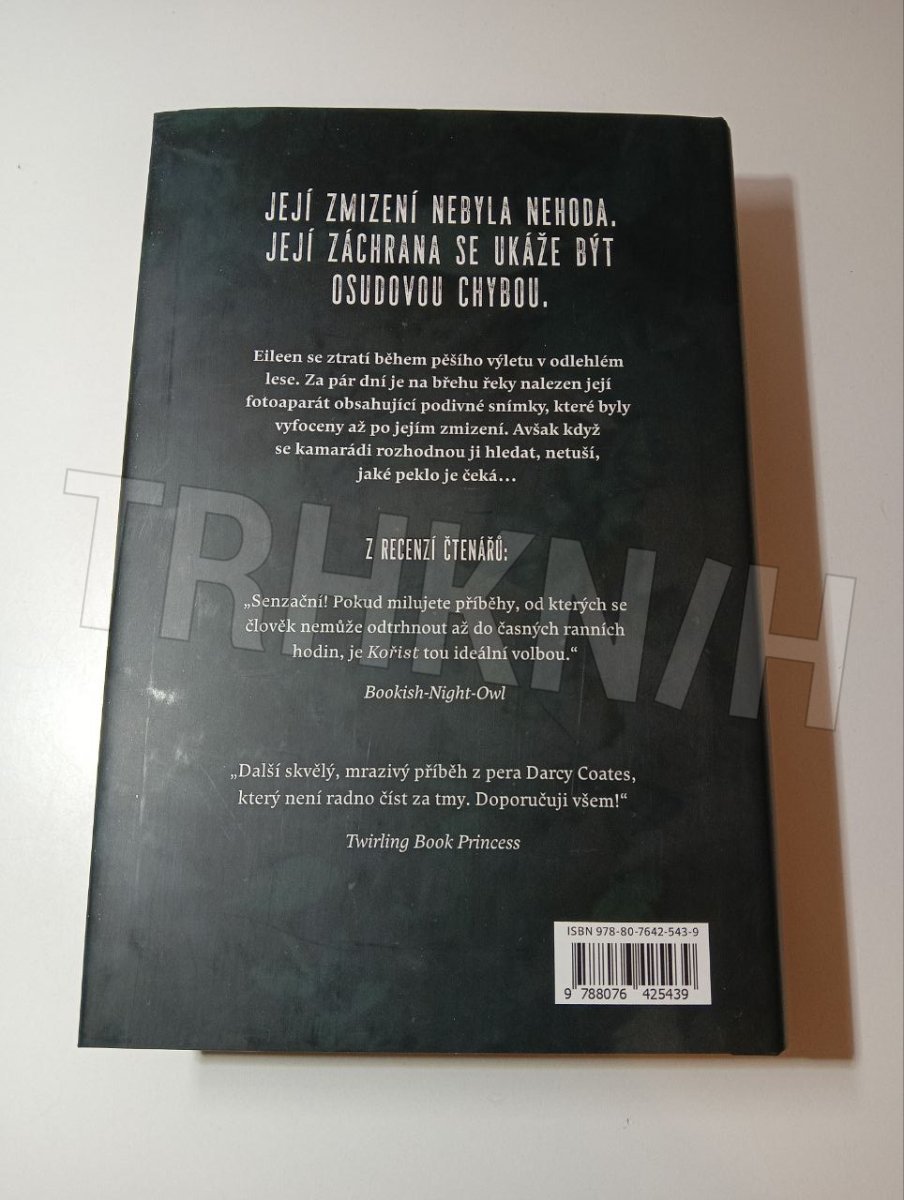 JEJÍ ZMIZENÍ NEBYLA NEHODA.
JEJÍ ZÁCHRANA SE UKÁŽE BÝT
OSUDOVOU CHYBOU.
Eileen se ztratí během pěšího výletu v odlehlém
lese. Za pár dní je na břehu řeky nalezen její
fotoaparát obsahující podivné snímky, které byly
vyfoceny až po jejím zmizení. Avšak když
se kamarádi rozhodnou ji hledat, netuší,
jaké peklo je čeká…
Z RECENZÍ ČTENÁŘŮ:
„Senzační! Pokud milujete příběhy, od kterých se
člověk nemůže odtrhnout až do časných ranních
hodin, je Kořist tou ideální volbou.“
Bookish-Night-Owl
„Další skvělý, mrazivý příběh z pera Darcy Coates,
který není radno číst za tmy. Doporučuji všem!“
Twirling Book Princess
ISBN 978-80-7642-543-9
9 788076 425439
TRHKN/H